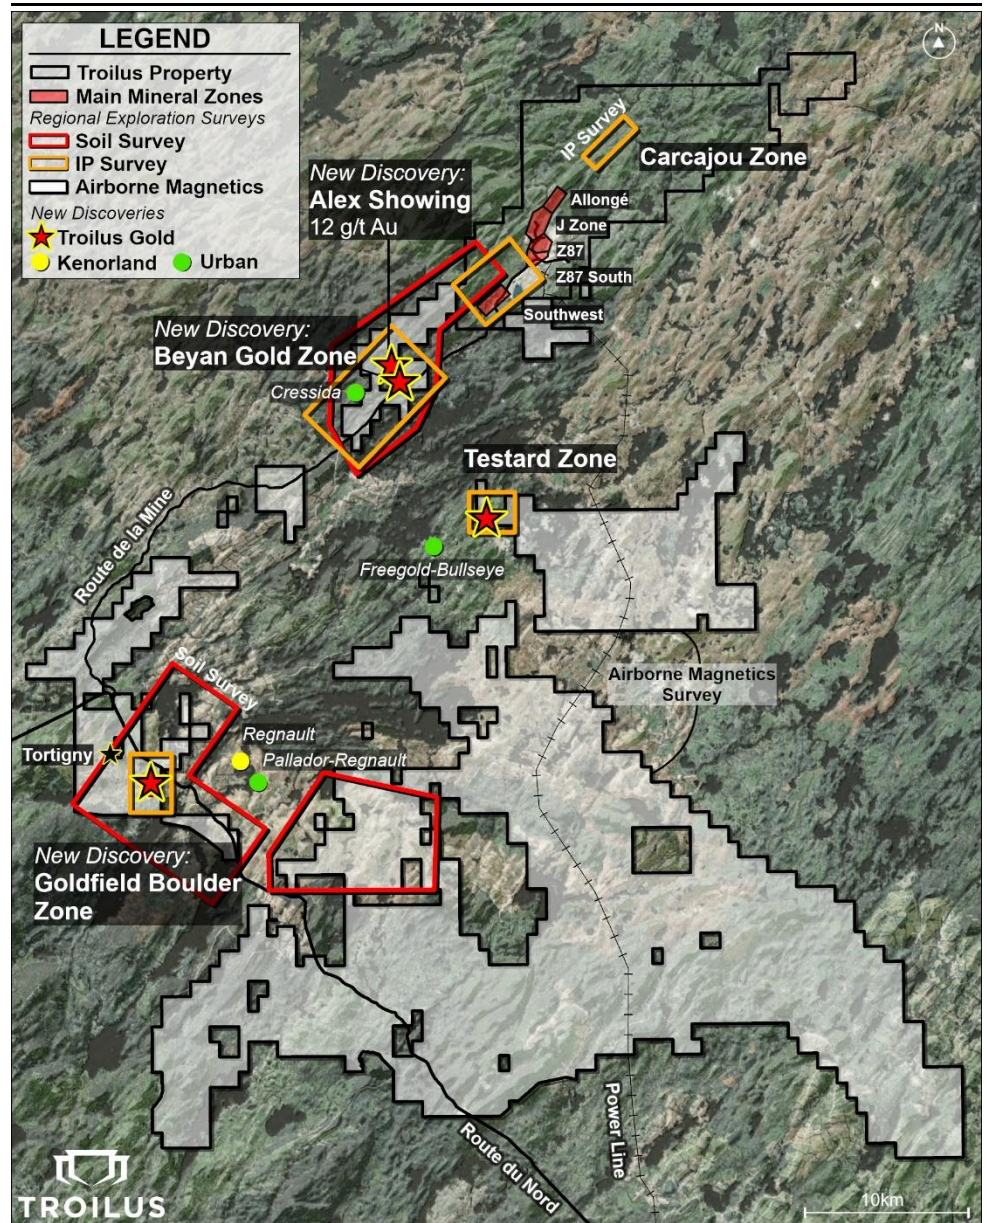 LEGEND
Troilus Property
Main Mineral Zones
Regional Exploration Surveys
Soil Survey
IP Survey
Airborne Magnetics
New Discoveries
Troilus Gold
Kenorland
Urban
N
IP Survey
Carcajou Zone
New Discovery:
Alex Showing
12 g/t Au
Allongé
J Zone
Z87
Z87 South
Southwest
New Discovery:
Beyan Gold Zone
Cressida
Testard Zone
Route de la Mine
Freegold-Bullseye
Soil Survey
Airborne Magnetics
Survey
Regnault
Tortigny
Pallador-Regnault
New Discovery:
Goldfield Boulder
Zone
Power Line
Route du Nord
TROILUS
10km